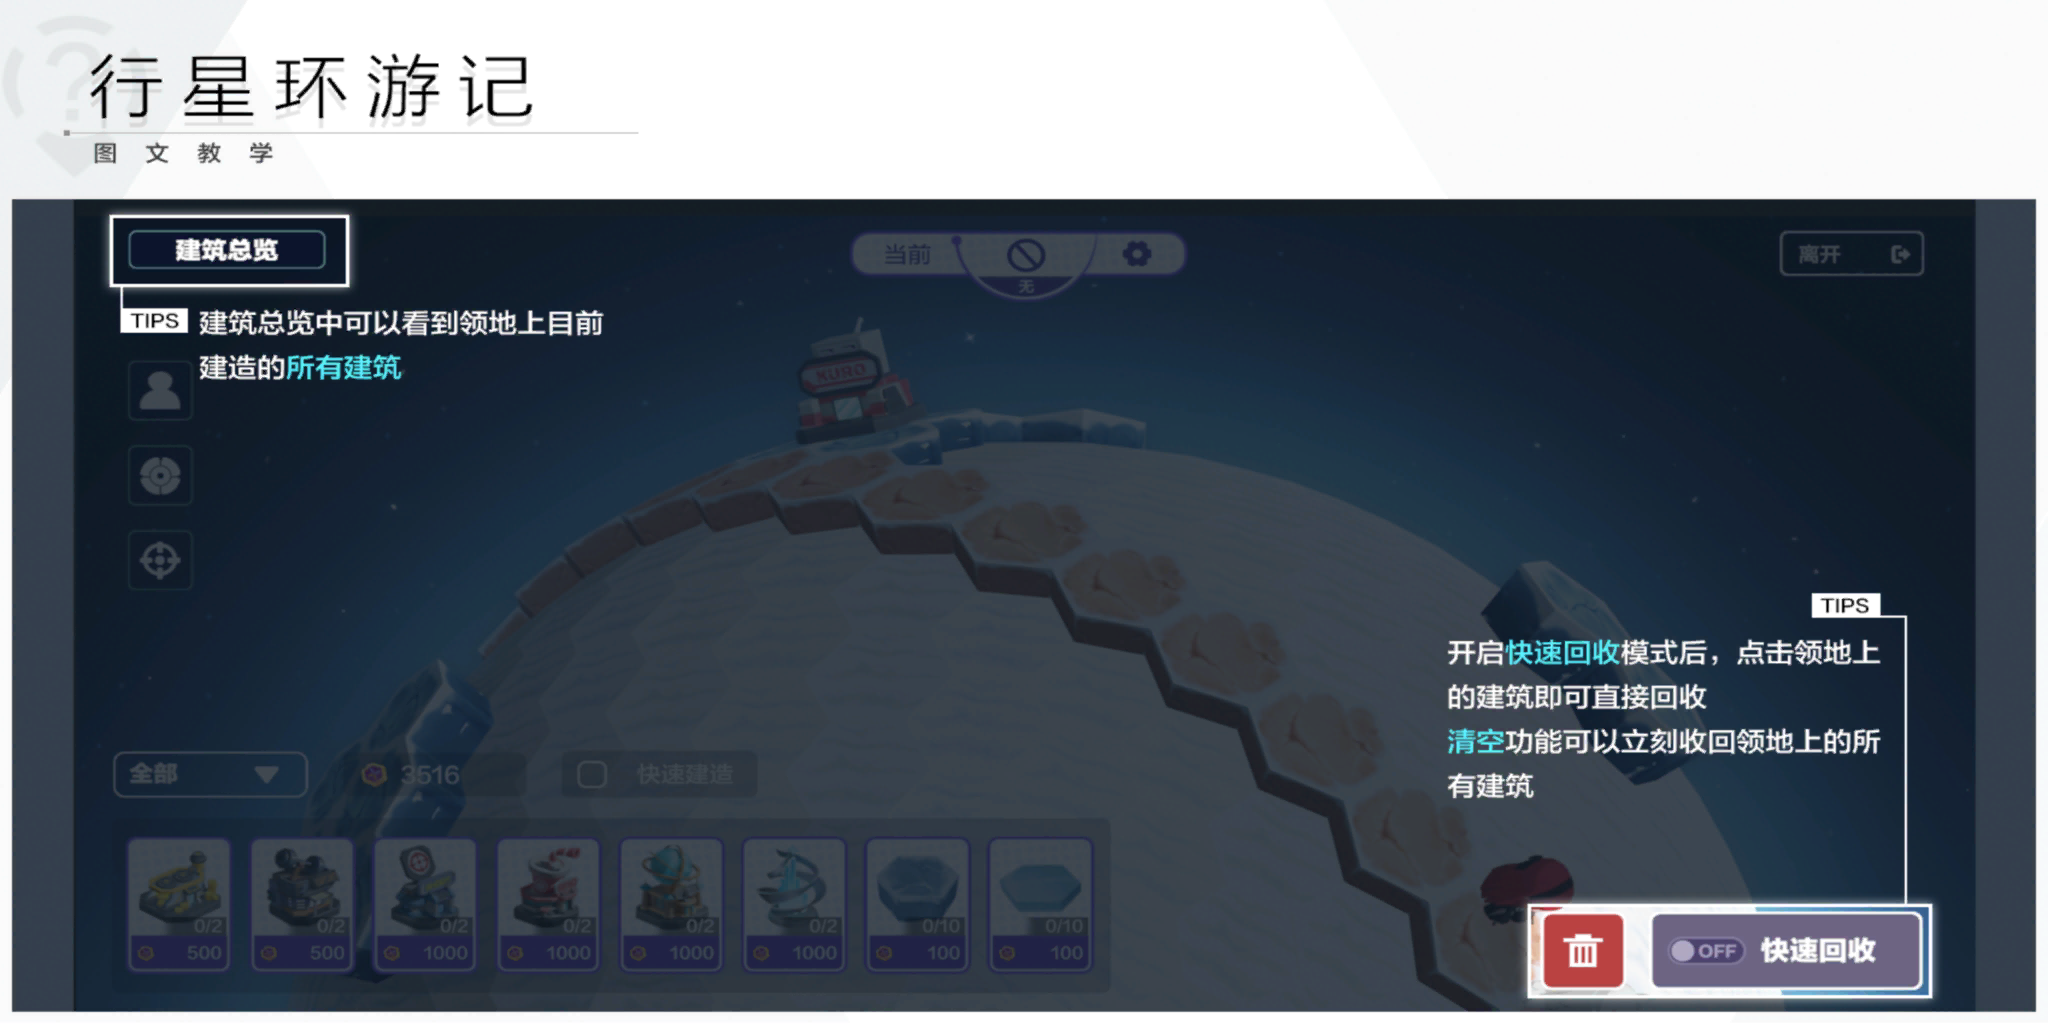 行星环游记
图文教学
建筑总览
当前
无
离开
TIPS
建筑总览中可以看到领地上目前
建造的所有建筑
KURO
TIPS
开启快速回收模式后，点击领地上
的建筑即可直接回收
清空功能可以立刻收回领地上的所
有建筑
全部
3516
快速建造
0/2
0/2
0/2
0/2
0/2
0/2
0/10
0/10
500
500
1000
1000
1000
1000
100
100
OFF
快速回收